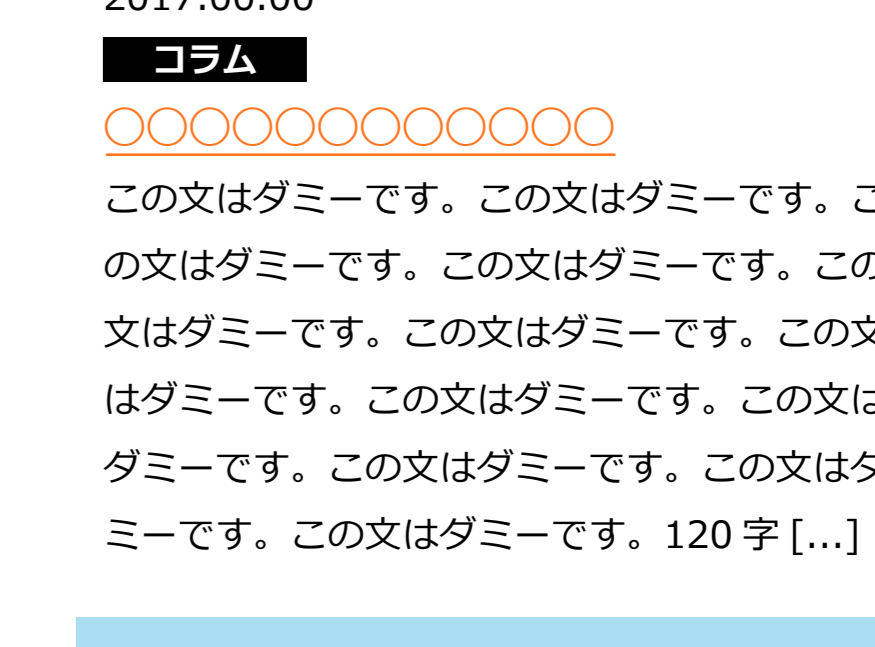 2017.00.00
コラム
〇〇〇〇〇〇〇〇〇〇〇〇
この文はダミーです。この文はダミーです。こ
の文はダミーです。この文はダミーです。この
文はダミーです。この文はダミーです。この文
はダミーです。この文はダミーです。この文は
ダミーです。この文はダミーです。この文はダ
ミーです。この文はダミーです。120 字 [...]